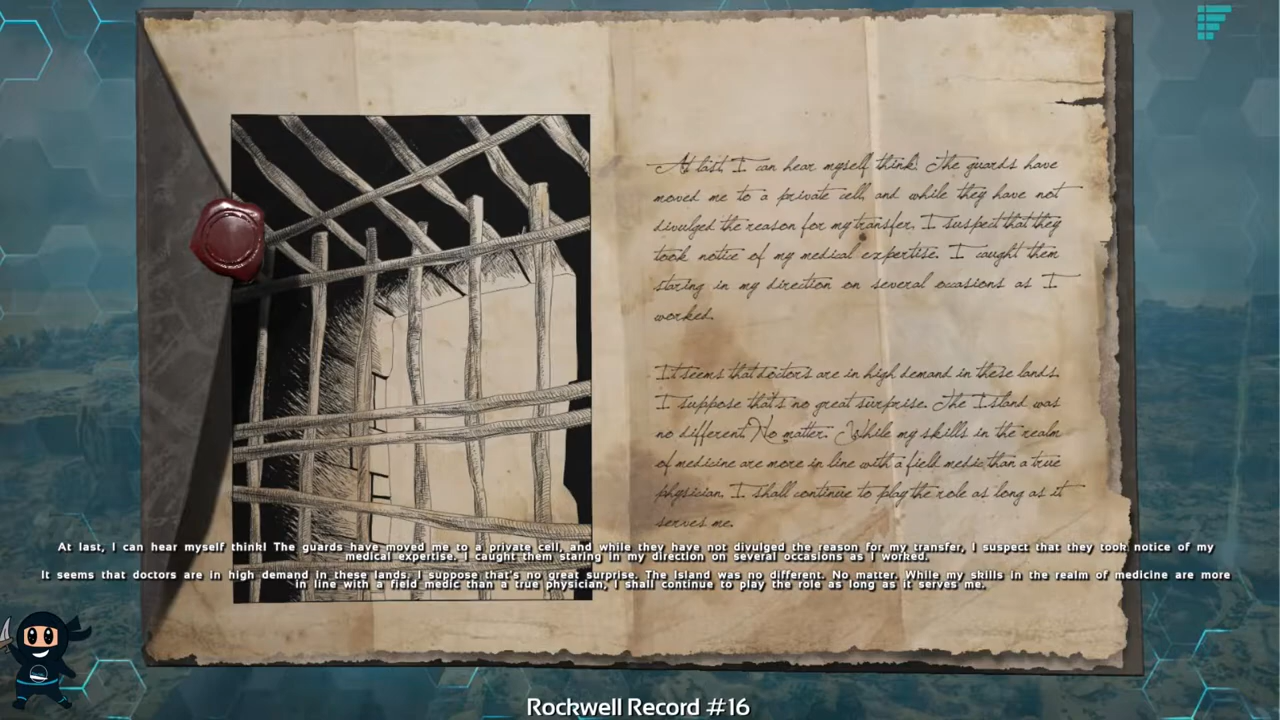 At last, I can hear myself think! The guards have
moved me to a private cell, and while they have not
divulged the reason for my transfer, I suspect that they
took notice of my medical expertise. I caught them
staring in my direction on several occasions as I
worked.
It seems that doctors are in high demand in these lands.
I suppose that's no great surprise. The Island was
no different. No matter. While my skills in the realm
of medicine are more in line with a field medic than a true
physician, I shall continue to play the role as long as it
serves me.
At last, I can hear myself think! The guards have moved me to a private cell, and while they have not divulged the reason for my transfer, I suspect that they took notice of my
medical expertise. I caught them staring in my direction on several occasions as I worked.
It seems that doctors are in high demand in these lands. I suppose that's no great surprise. The Island was no different. No matter. While my skills in the realm of medicine are more
in line with a field medic than a true physician, I shall continue to play the role as long as it serves me.
Rockwell Record #16